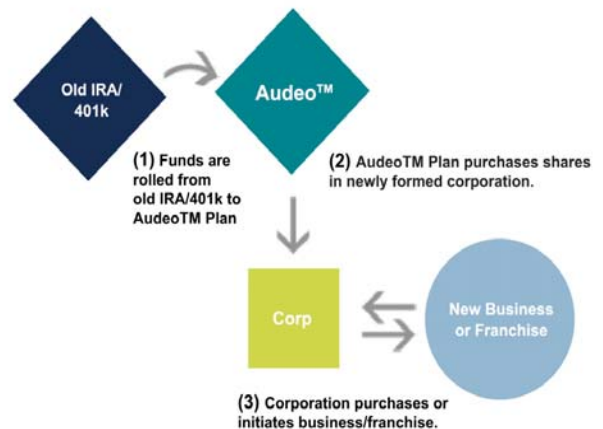 Old IRA/
401k
Audeo™
(1) Funds are
rolled from
old IRA/401k to
AudeoTM Plan
(2) AudeoTM Plan purchases shares
in newly formed corporation.
Corp
New Business
or Franchise
(3) Corporation purchases or
initiates business/franchise.